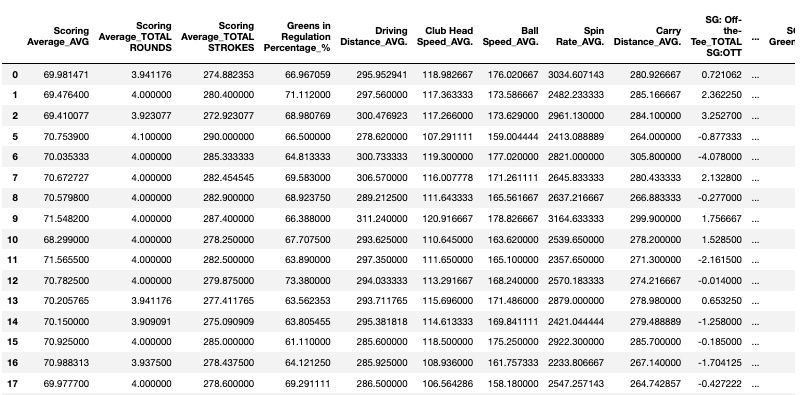 Scoring Average_AVG Scoring Average_TOTAL ROUNDS Scoring Average_TOTAL STROKES Greens in Regulation Percentage_% Driving Distance_AVG. Club Head Speed_AVG. Ball Speed_AVG. Spin Rate_AVG. Carry Distance_AVG. SG: Off-the-Tee_TOTAL SG:OTT ...
0 69.981471 3.941176 274.882353 66.967059 295.952941 118.982667 176.020667 3034.607143 280.926667 0.721062 ...
1 69.476400 4.000000 280.400000 71.112000 297.560000 117.363333 173.586667 2482.233333 285.166667 2.362250 ...
2 69.410077 3.923077 272.923077 68.980769 300.476923 117.266000 173.629000 2961.130000 284.100000 3.252700 ...
5 70.753900 4.100000 290.000000 66.500000 278.620000 107.291111 159.004444 2413.088889 264.000000 -0.877333 ...
6 70.035333 4.000000 285.333333 64.813333 300.733333 119.300000 177.020000 2821.000000 305.800000 -4.078000 ...
7 70.672727 4.000000 282.454545 69.583000 306.570000 116.007778 171.261111 2645.833333 280.433333 2.132800 ...
8 70.579800 4.000000 282.900000 68.923750 289.212500 111.643333 165.561667 2637.216667 266.883333 -0.277000 ...
9 71.548200 4.000000 287.400000 66.388000 311.240000 120.916667 178.826667 3164.633333 299.900000 1.756667 ...
10 68.299000 4.000000 278.250000 67.707500 293.625000 110.645000 163.620000 2539.650000 278.200000 1.528500 ...
11 71.565500 4.000000 282.500000 63.890000 297.350000 111.650000 165.100000 2357.650000 271.300000 -2.161500 ...
12 70.782500 4.000000 279.875000 73.380000 294.033333 113.291667 168.240000 2570.183333 274.216667 -0.014000 ...
13 70.205765 3.941176 277.411765 63.562353 293.711765 115.696000 171.486000 2879.000000 278.980000 0.653250 ...
14 70.150000 3.909091 275.090909 63.805455 295.381818 114.613333 169.841111 2421.044444 279.488889 -1.258000 ...
15 70.925000 4.000000 285.000000 61.110000 285.600000 118.500000 175.250000 2922.300000 285.700000 -0.185000 ...
16 70.988313 3.937500 278.437500 64.121250 285.925000 108.936000 161.757333 2233.806667 267.140000 -1.704125 ...
17 69.977700 4.000000 278.600000 69.291111 286.500000 106.564286 158.180000 2547.257143 264.742857 -0.427222 ...